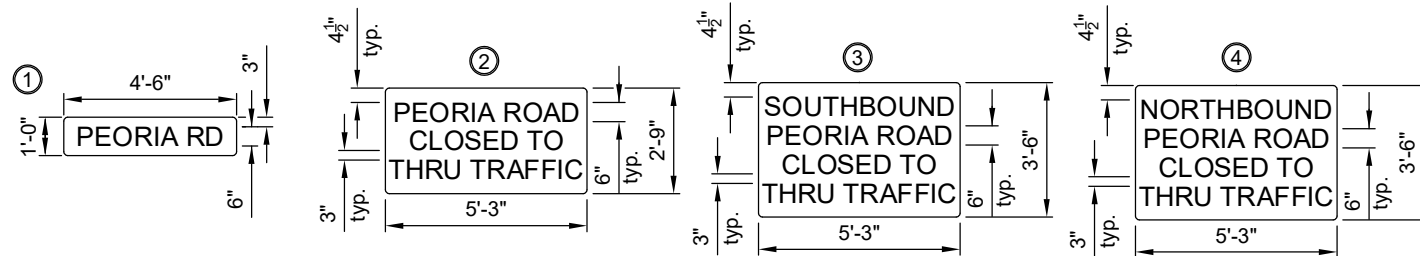 1
4'-6"
3"
1'-0"
PEORIA RD
6"
2
4½"
typ.
PEORIA ROAD
CLOSED TO
THRU TRAFFIC
6"
typ.
2'-9"
3"
typ.
5'-3"
3
4½"
typ.
SOUTHBOUND
PEORIA ROAD
CLOSED TO
THRU TRAFFIC
6"
typ.
3'-6"
3"
typ.
5'-3"
4
4½"
typ.
NORTHBOUND
PEORIA ROAD
CLOSED TO
THRU TRAFFIC
6"
typ.
3'-6"
3"
typ.
5'-3"